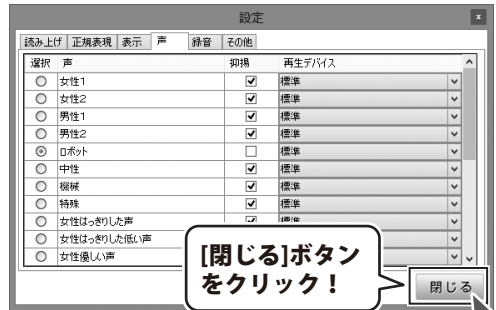 設定
x
読み上げ 正規表現 表示 声 録音 その他
選択 声 抑揚 再生デバイス
女性1 標準
女性2 標準
男性1 標準
男性2 標準
ロボット 標準
中性 標準
機械 標準
特殊 標準
女性はっきりした声 標準
女性はっきりした低い声
女性優しい声
[閉じる]ボタン
をクリック！
閉じる